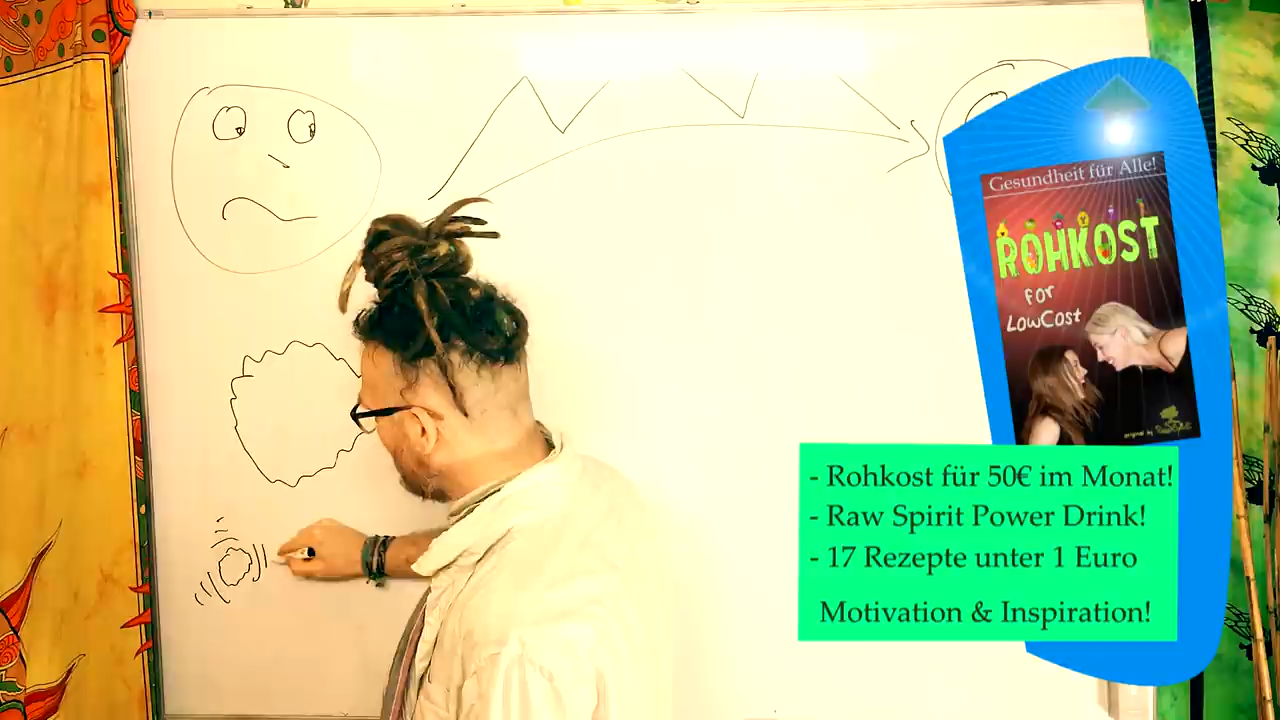 Gesundheit für Alle!
ROHKOST
FOR
LowCost
- Rohkost für 50€ im Monat!
- Raw Spirit Power Drink!
- 17 Rezepte unter 1 Euro
Motivation & Inspiration!